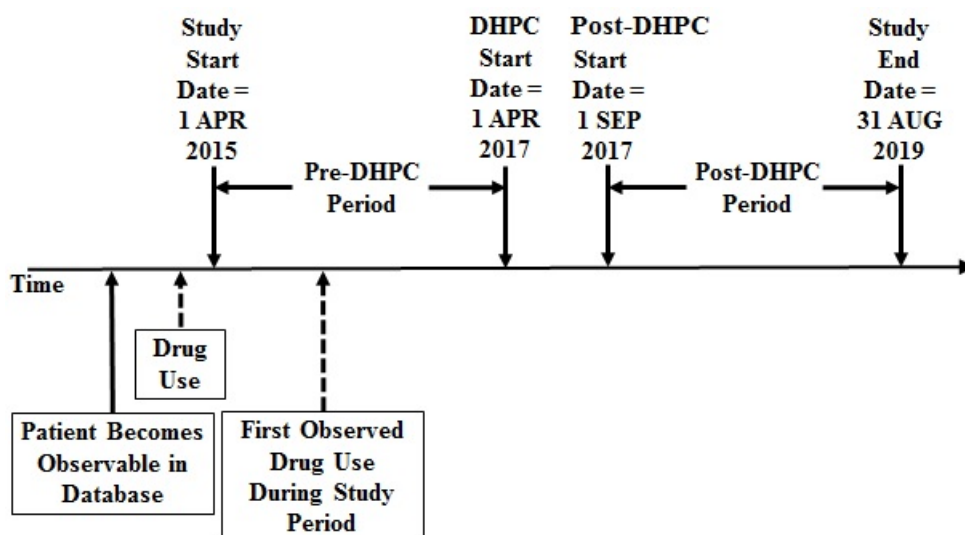 Study
Start
Date =
1 APR
2015
DHPC
Start
Date =
1 APR
2017
Post-DHPC
Start
Date =
1 SEP
2017
Study
End
Date =
31 AUG
2019
Pre-DHPC
Period
Post-DHPC
Period
Time
Drug
Use
Patient Becomes
Observable in
Database
First Observed
Drug Use
During Study
Period